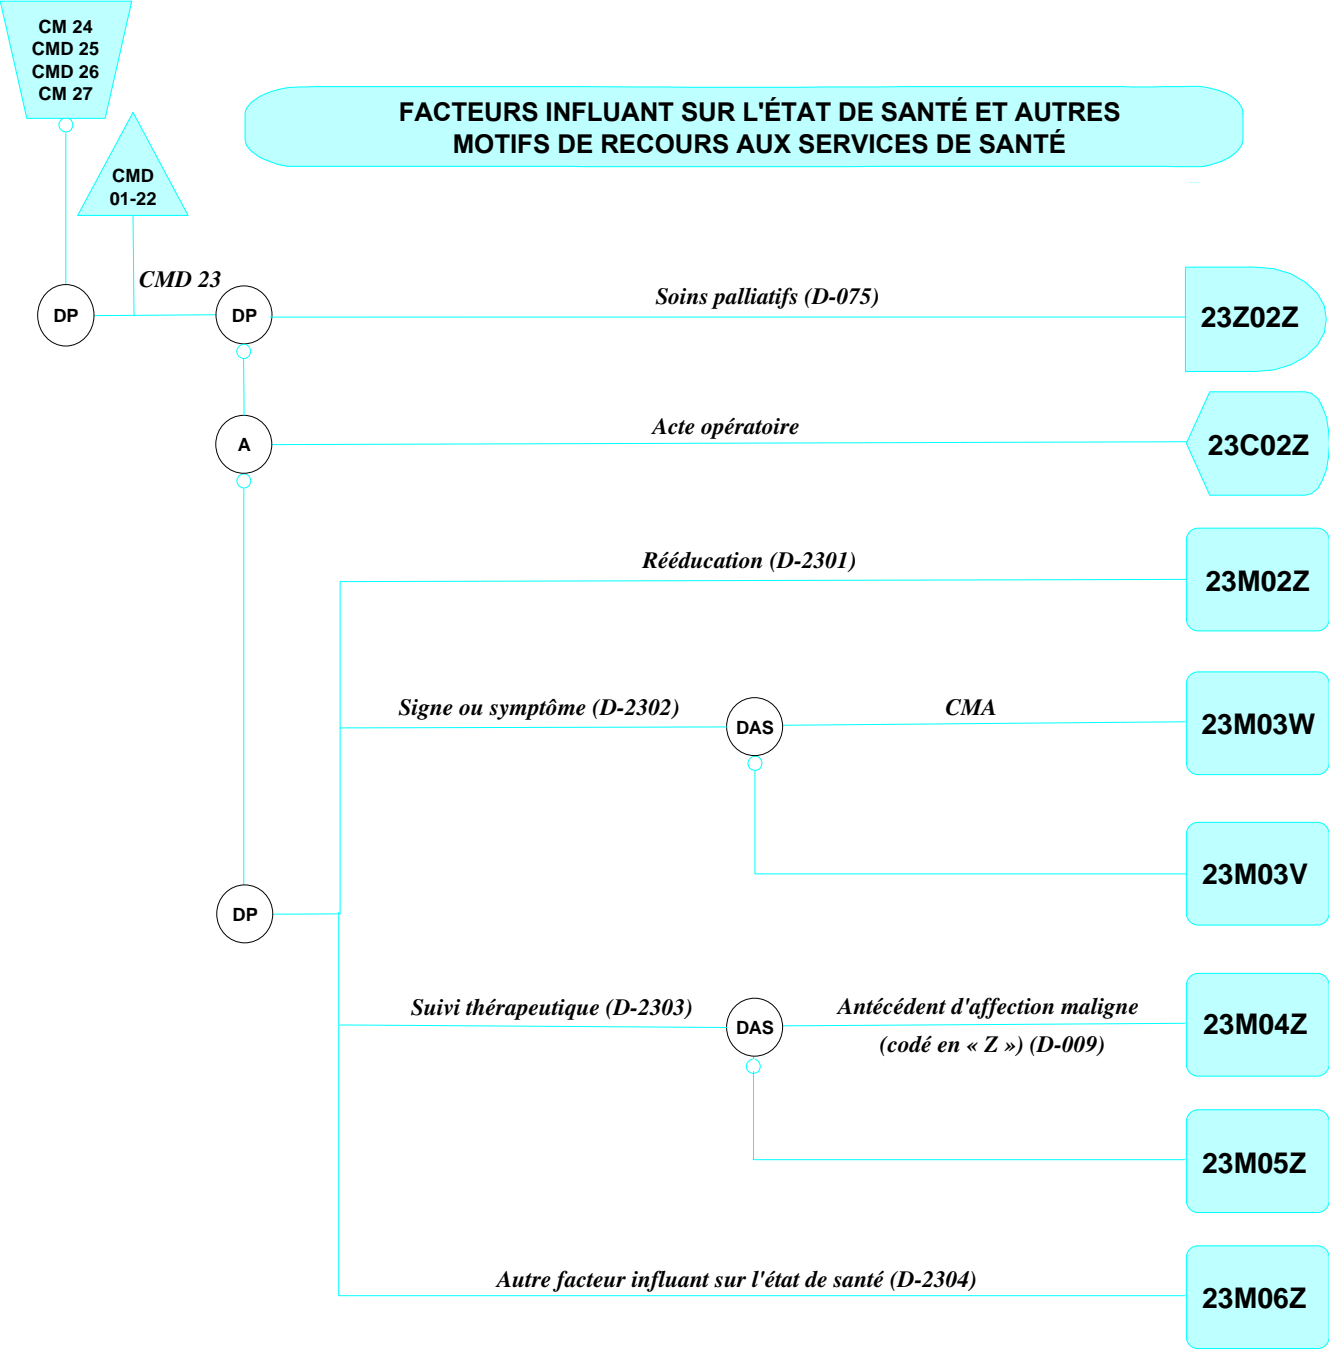 CM 24
CMD 25
CMD 26
CM 27
FACTEURS INFLUANT SUR L'ÉTAT DE SANTÉ ET AUTRES
MOTIFS DE RECOURS AUX SERVICES DE SANTÉ
CMD
01-22
CMD 23
DP
DP
Soins palliatifs (D-075)
23Z02Z
A
Acte opératoire
23C02Z
Rééducation (D-2301)
23M02Z
Signe ou symptôme (D-2302)
DAS
CMA
23M03W
23M03V
DP
Suivi thérapeutique (D-2303)
DAS
Antécédent d'affection maligne
(codé en « Z ») (D-009)
23M04Z
23M05Z
Autre facteur influant sur l'état de santé (D-2304)
23M06Z